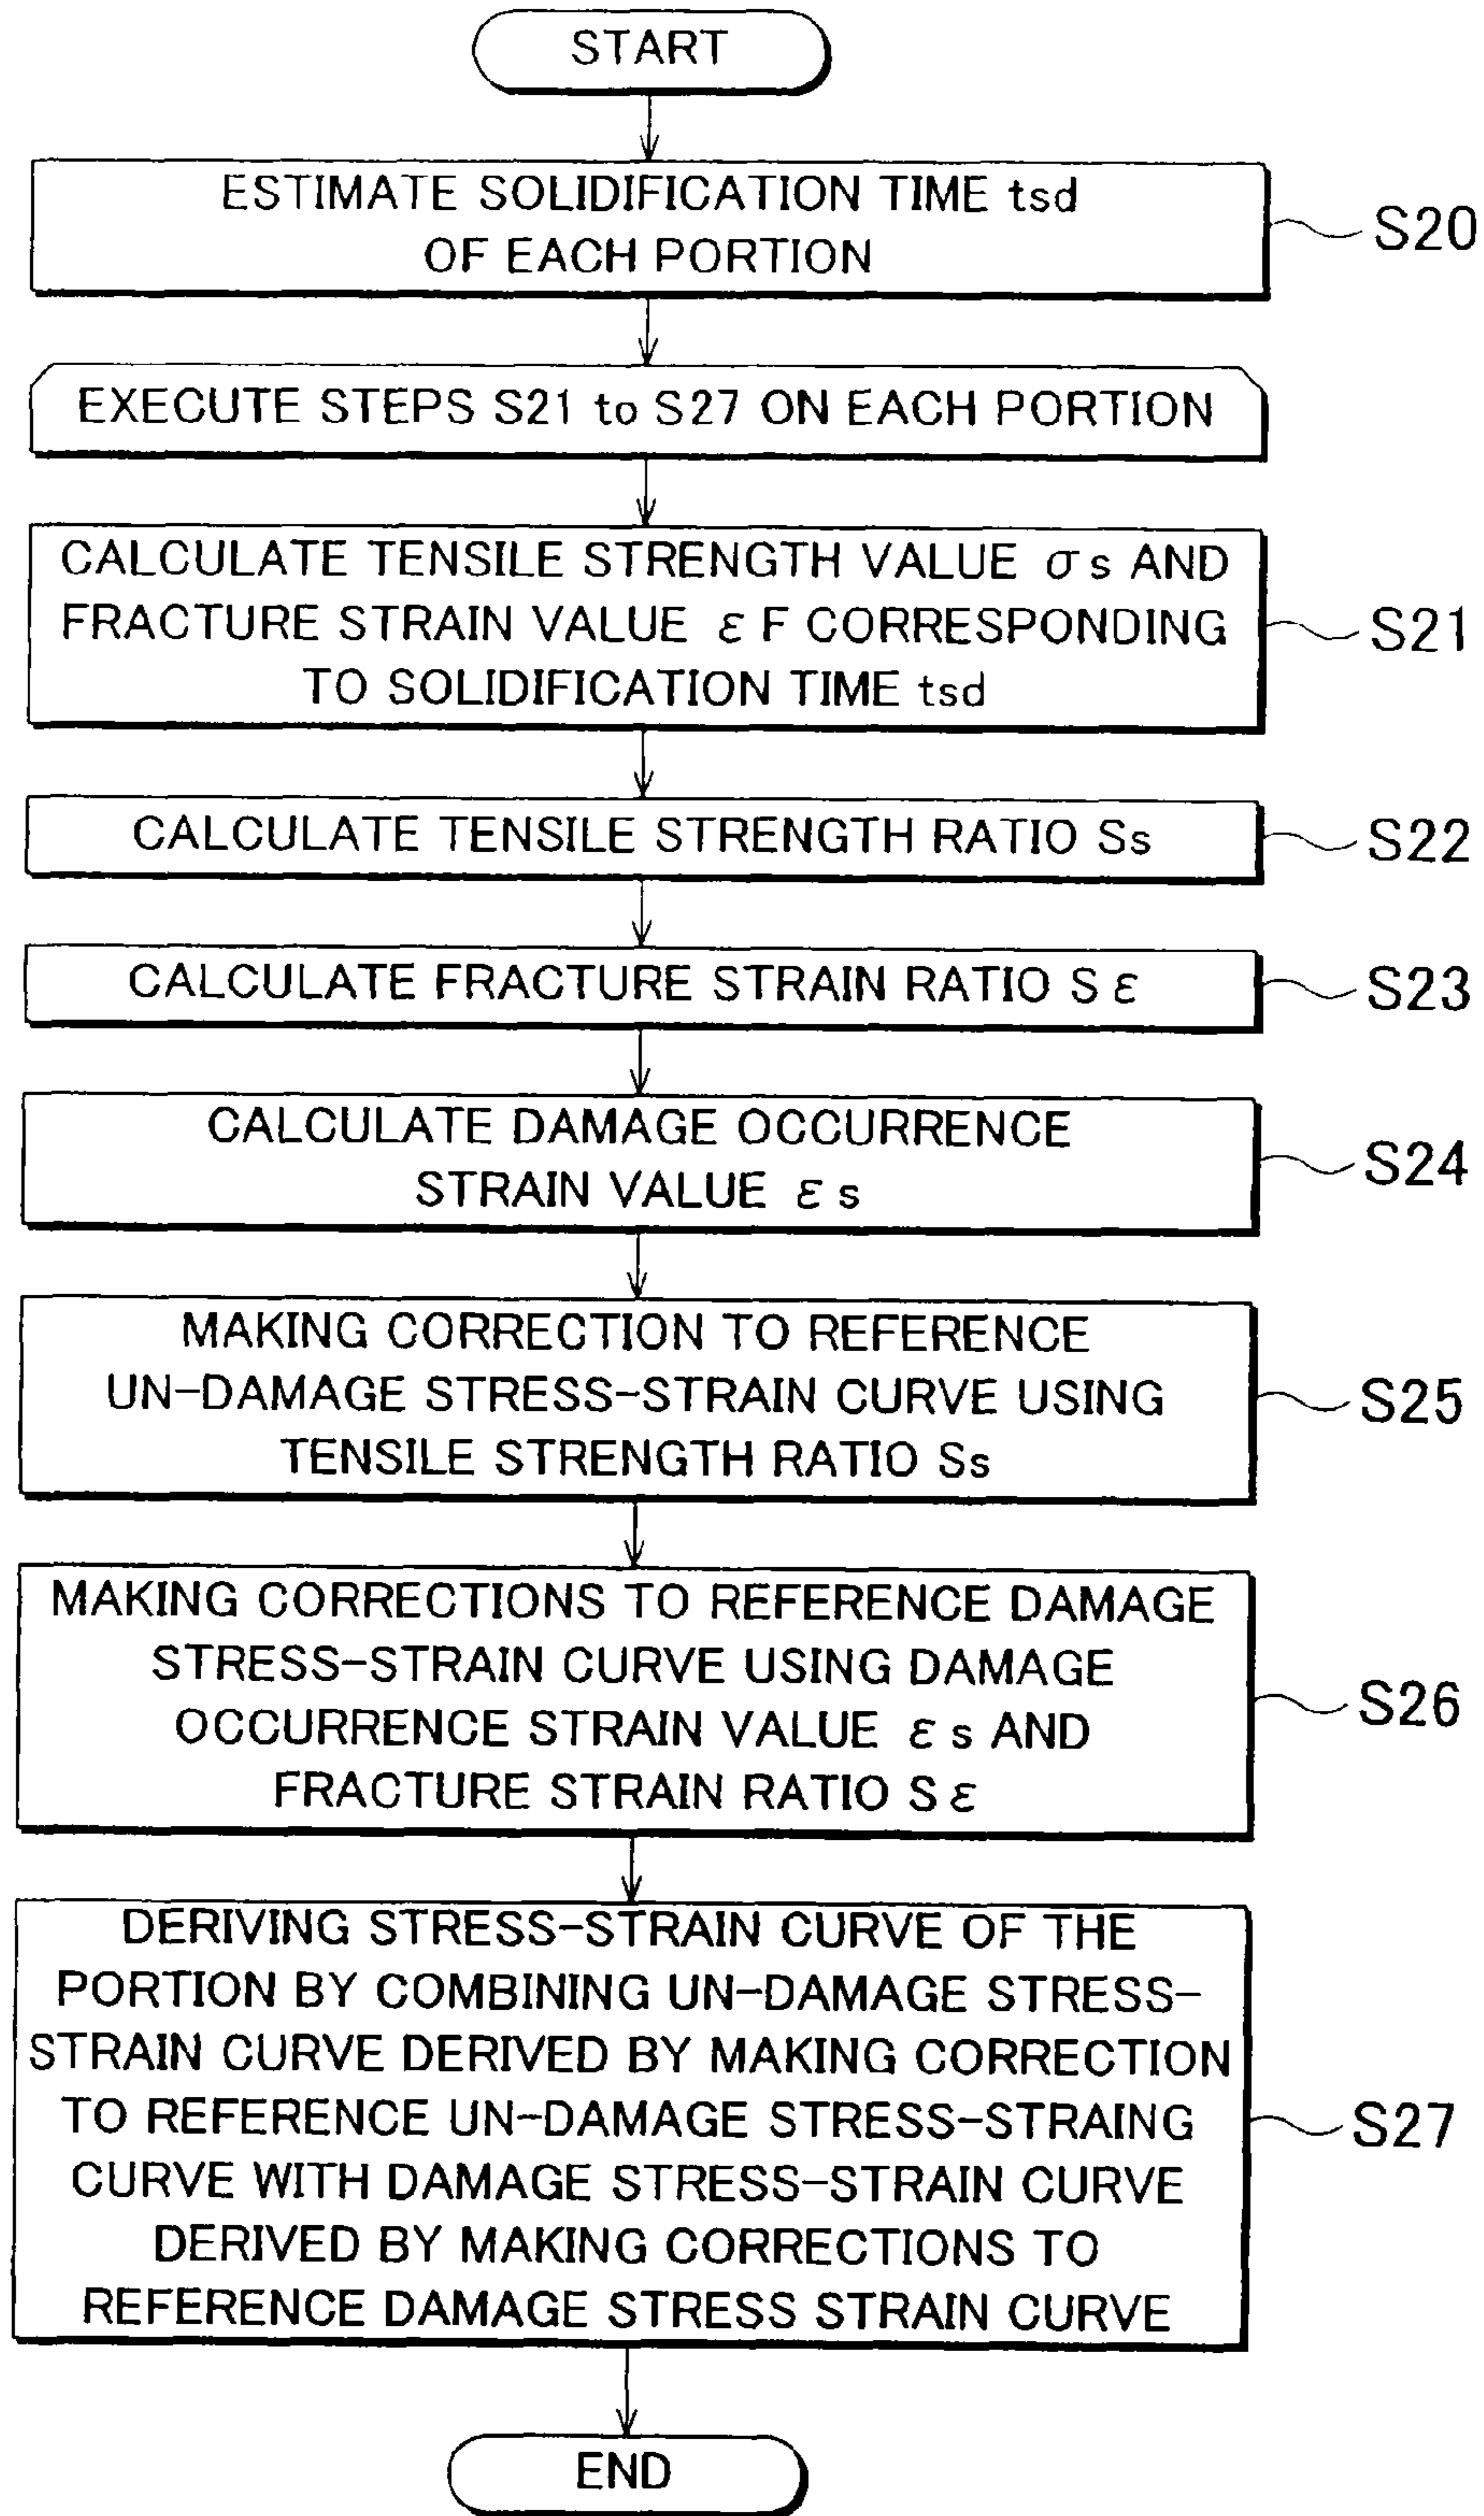 START
ESTIMATE SOLIDIFICATION TIME tsd
OF EACH PORTION
S20
EXECUTE STEPS S21 to S27 ON EACH PORTION
CALCULATE TENSILE STRENGTH VALUE σs AND
FRACTURE STRAIN VALUE εF CORRESPONDING
TO SOLIDIFICATION TIME tsd
S21
CALCULATE TENSILE STRENGTH RATIO Ss
S22
CALCULATE FRACTURE STRAIN RATIO Sε
S23
CALCULATE DAMAGE OCCURRENCE
STRAIN VALUE εs
S24
MAKING CORRECTION TO REFERENCE
UN-DAMAGE STRESS-STRAIN CURVE USING
TENSILE STRENGTH RATIO Ss
S25
MAKING CORRECTIONS TO REFERENCE DAMAGE
STRESS-STRAIN CURVE USING DAMAGE
OCCURRENCE STRAIN VALUE εs AND
FRACTURE STRAIN RATIO Sε
S26
DERIVING STRESS-STRAIN CURVE OF THE
PORTION BY COMBINING UN-DAMAGE STRESS-
STRAIN CURVE DERIVED BY MAKING CORRECTION
TO REFERENCE UN-DAMAGE STRESS-STRAING
CURVE WITH DAMAGE STRESS-STRAIN CURVE
DERIVED BY MAKING CORRECTIONS TO
REFERENCE DAMAGE STRESS STRAIN CURVE
S27
END